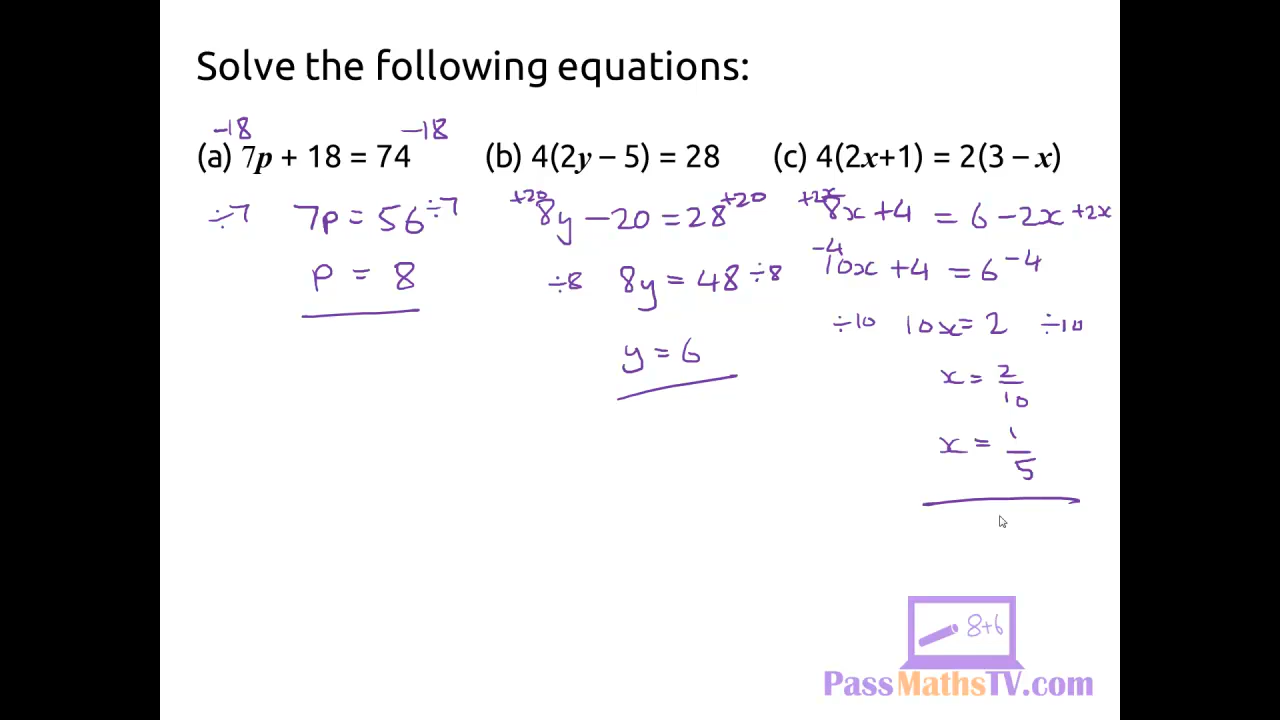 Solve the following equations:
-18 -18
(a) 7p + 18 = 74
÷7 7p = 56 ÷7
p = 8
(b) 4(2y – 5) = 28
+20 +20
8y - 20 = 28
÷8 8y = 48 ÷8
y = 6
(c) 4(2x+1) = 2(3 – x)
+2x 8x + 4 = 6 - 2x +2x
-4 10x + 4 = 6 -4
÷10 10x = 2 ÷10
x = 2/10
x = 1/5
8+6
PassMathsTV.com